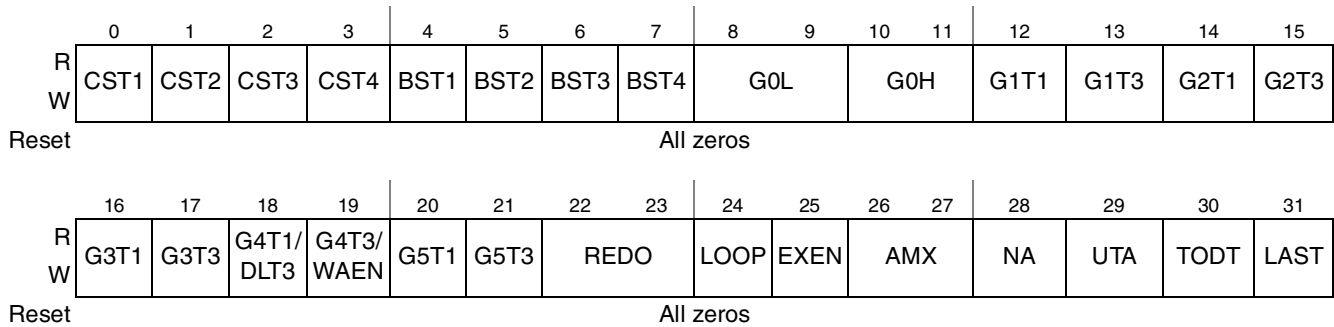 0 1 2 3 4 5 6 7 8 9 10 11 12 13 14 15
R
W
CST1 CST2 CST3 CST4 BST1 BST2 BST3 BST4 G0L G0H G1T1 G1T3 G2T1 G2T3
Reset All zeros
16 17 18 19 20 21 22 23 24 25 26 27 28 29 30 31
R
W
G3T1 G3T3 G4T1/ DLT3 G4T3/ WAEN G5T1 G5T3 REDO LOOP EXEN AMX NA UTA TODT LAST
Reset All zeros